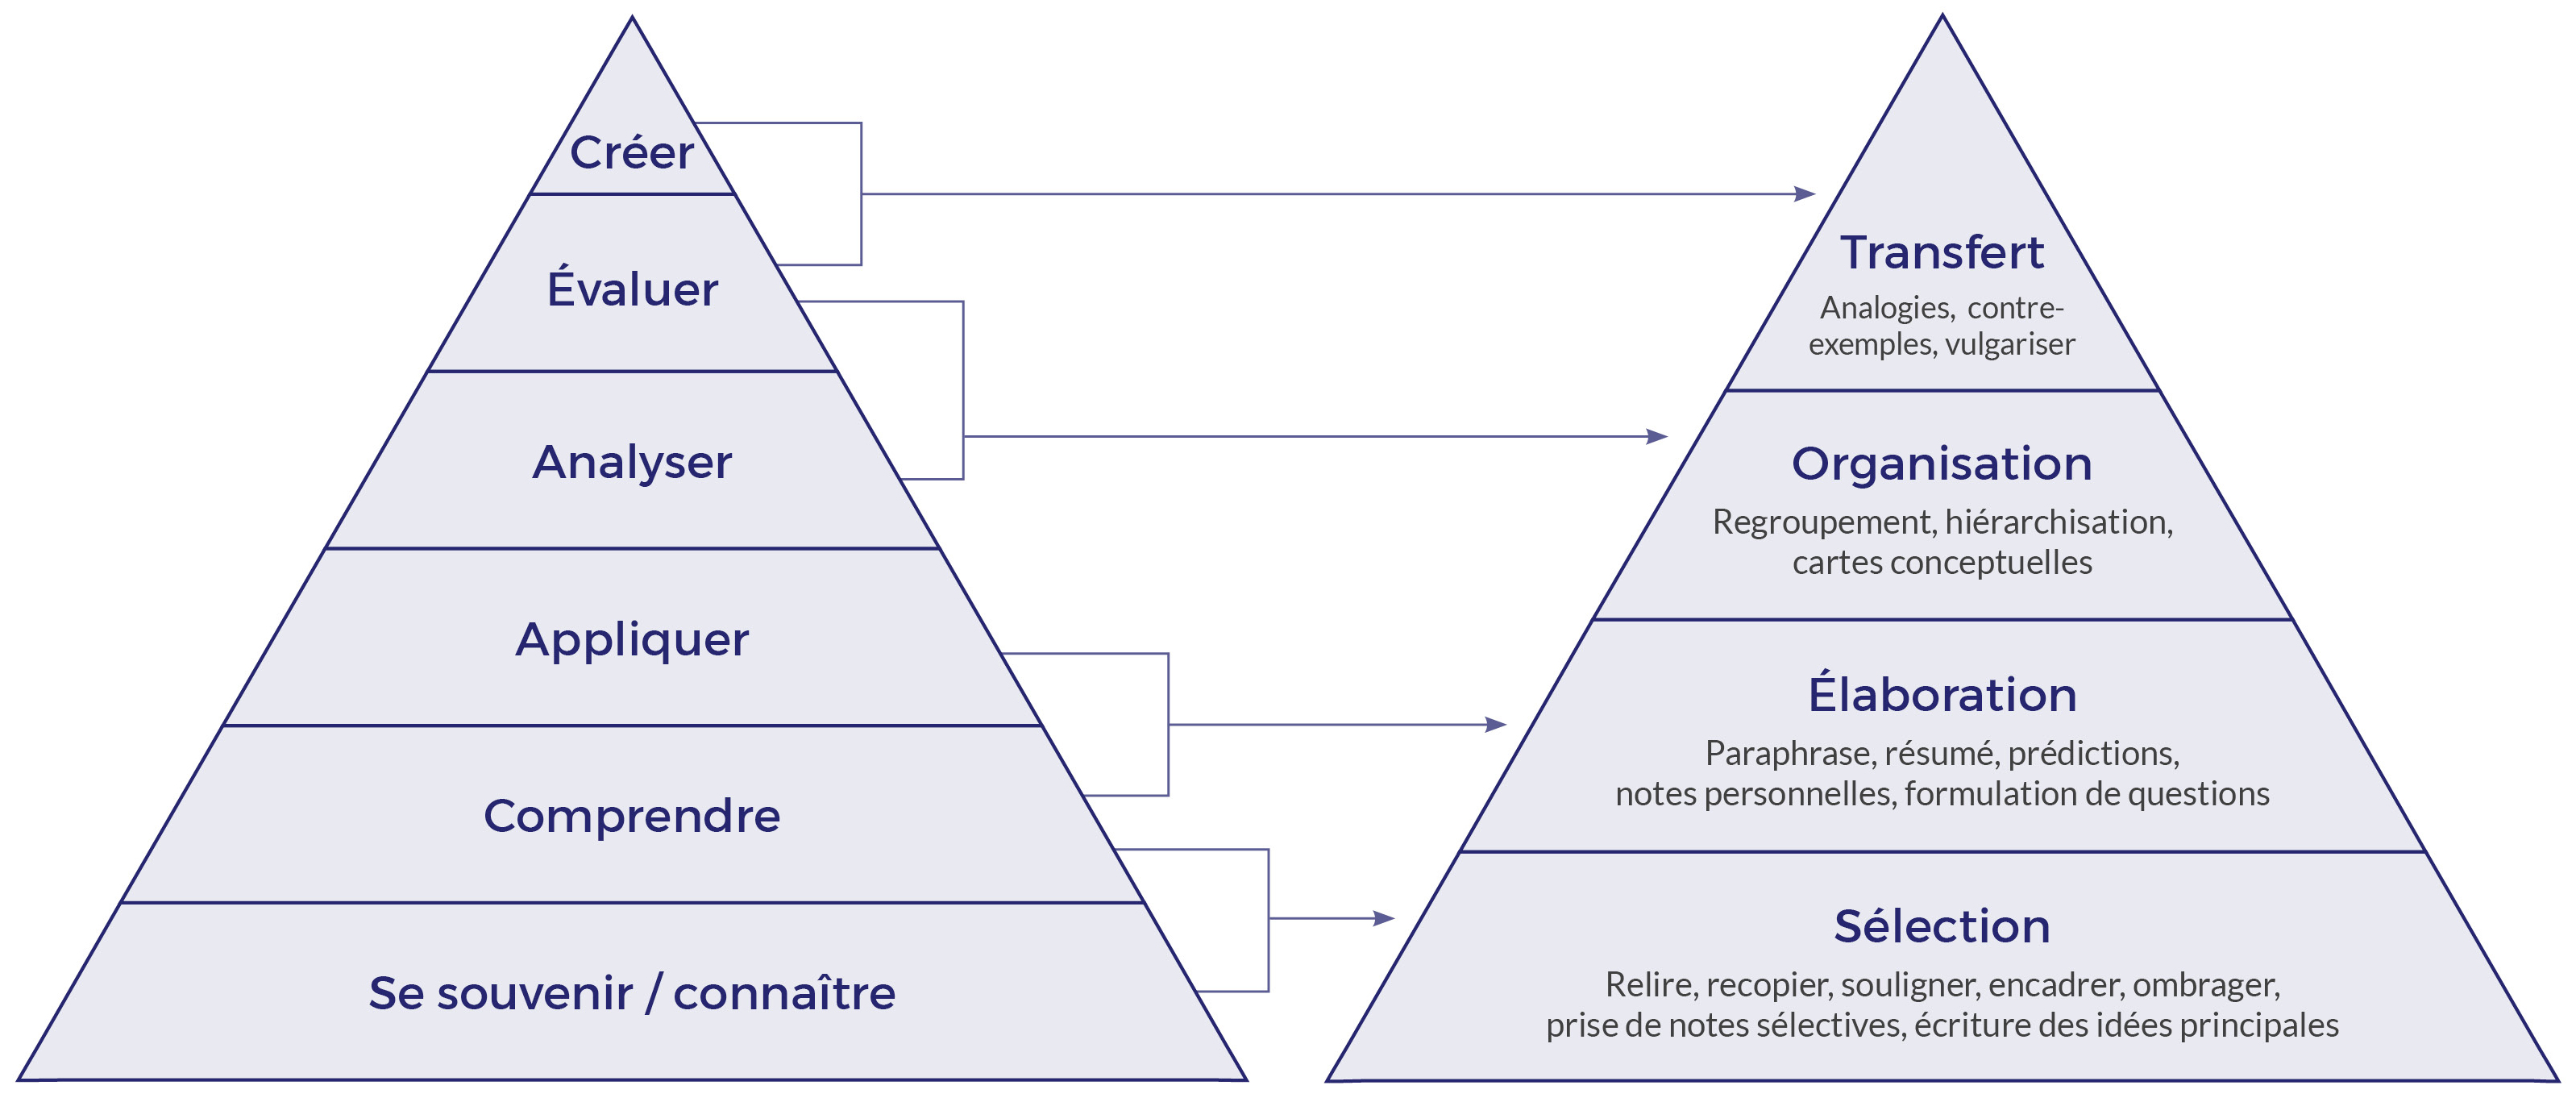 Créer
Évaluer
Analyser
Appliquer
Comprendre
Se souvenir / connaître
Transfert
Analogies, contre-
exemples, vulgariser
Organisation
Regroupement, hiérarchisation,
cartes conceptuelles
Élaboration
Paraphrase, résumé, prédictions,
notes personnelles, formulation de questions
Sélection
Relire, recopier, souligner, encadrer, ombrager,
prise de notes sélectives, écriture des idées principales